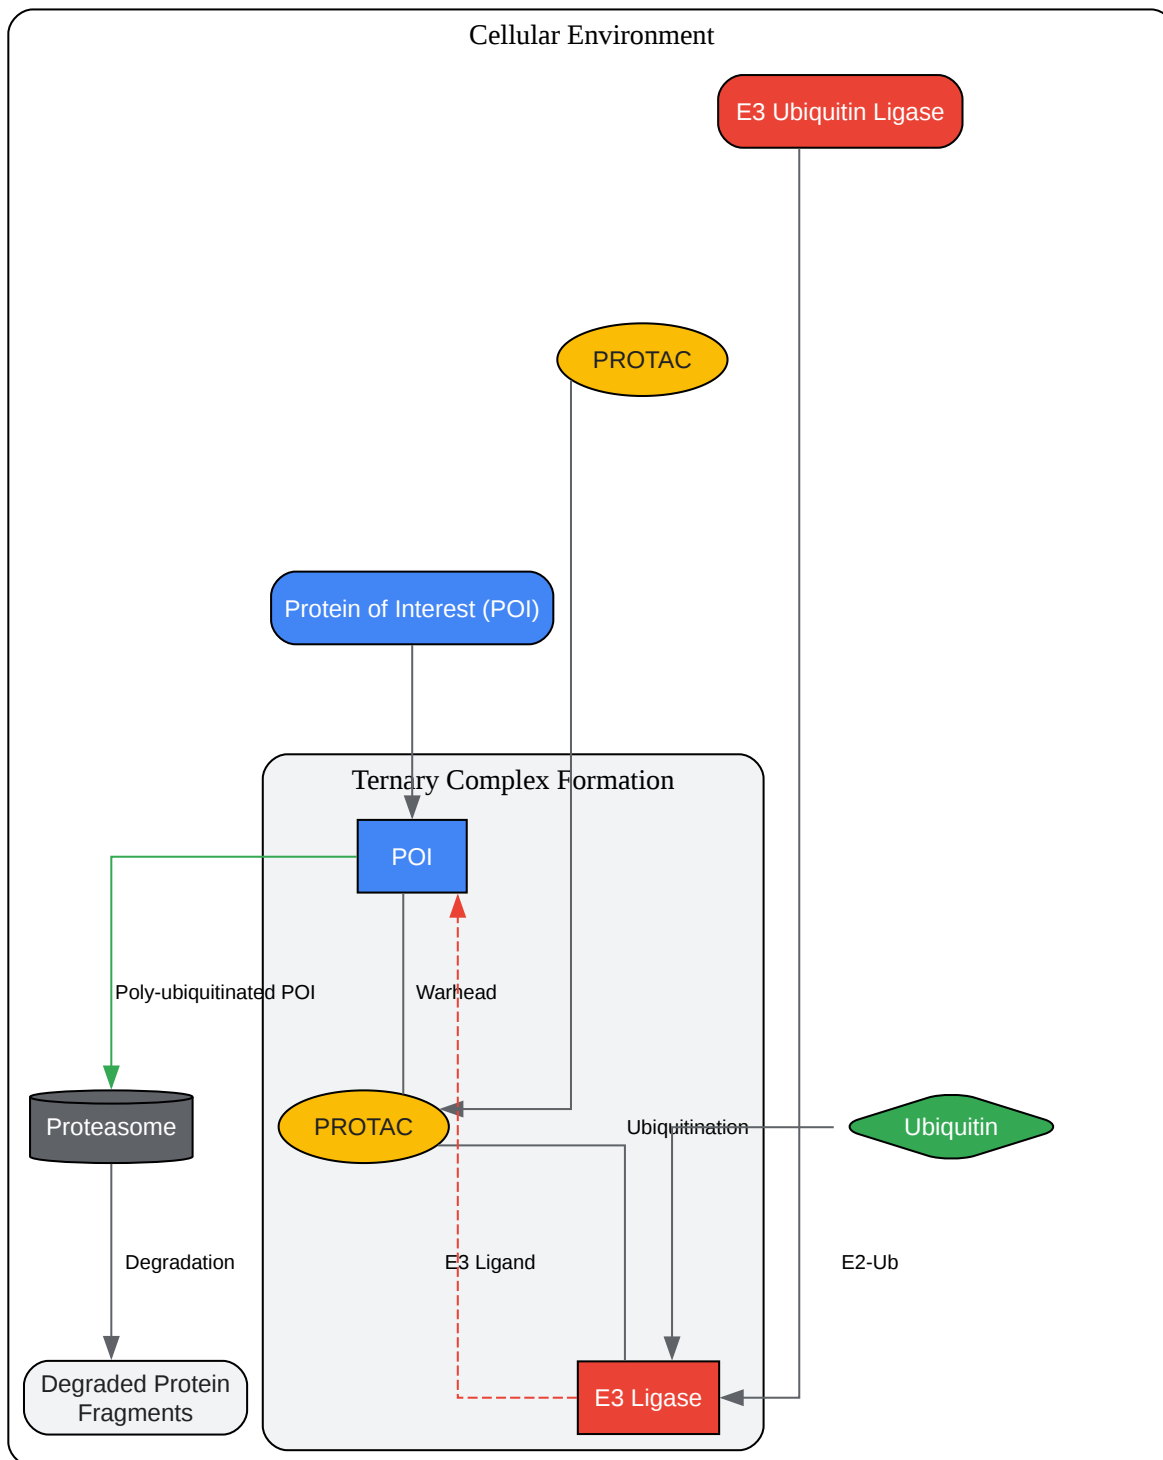 Cellular Environment
E3 Ubiquitin Ligase
PROTAC
Protein of Interest (POI)
Ternary Complex Formation
POI
Poly-ubiquitinated POI
Warhead
Proteasome
PROTAC
Ubiquitination
Ubiquitin
Degradation
E3 Ligand
E2-Ub
Degraded Protein
Fragments
E3 Ligase